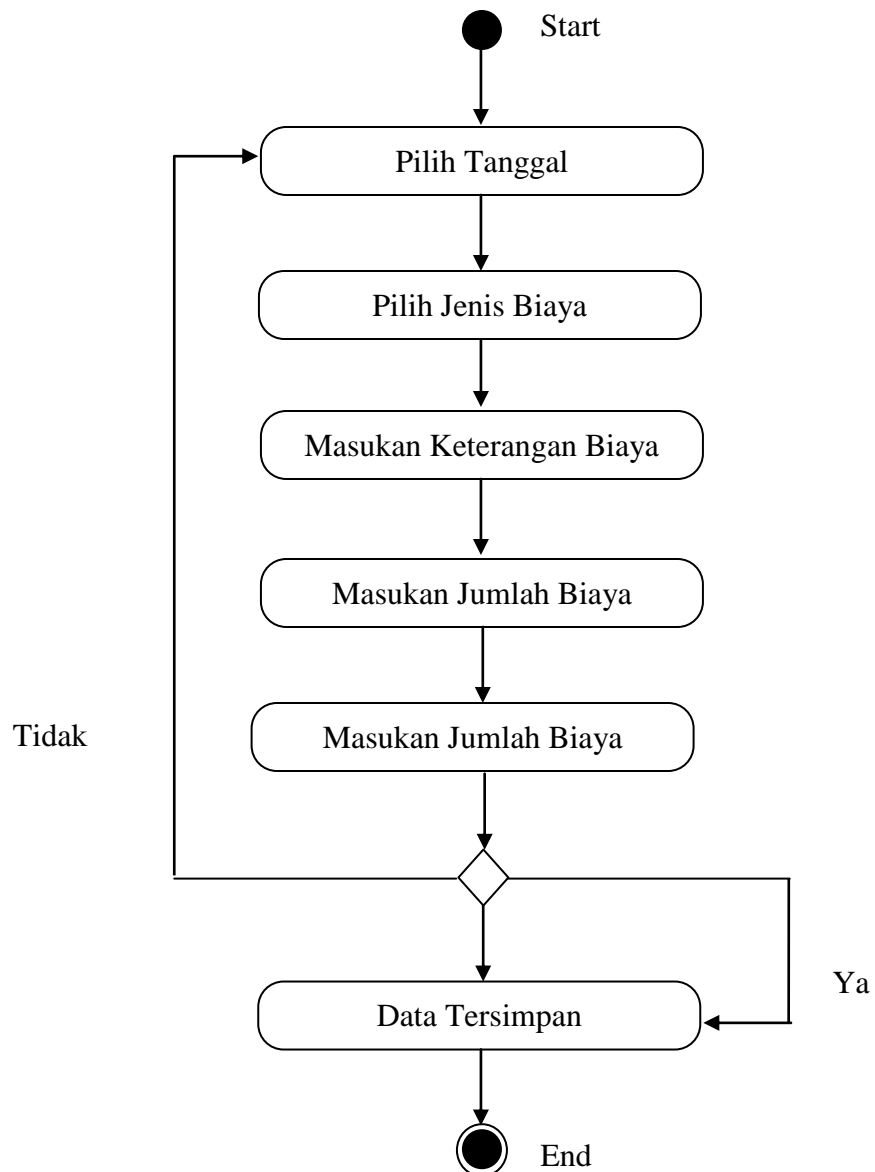 Start
Pilih Tanggal
Pilih Jenis Biaya
Masukan Keterangan Biaya
Masukan Jumlah Biaya
Masukan Jumlah Biaya
Tidak
Ya
Data Tersimpan
End